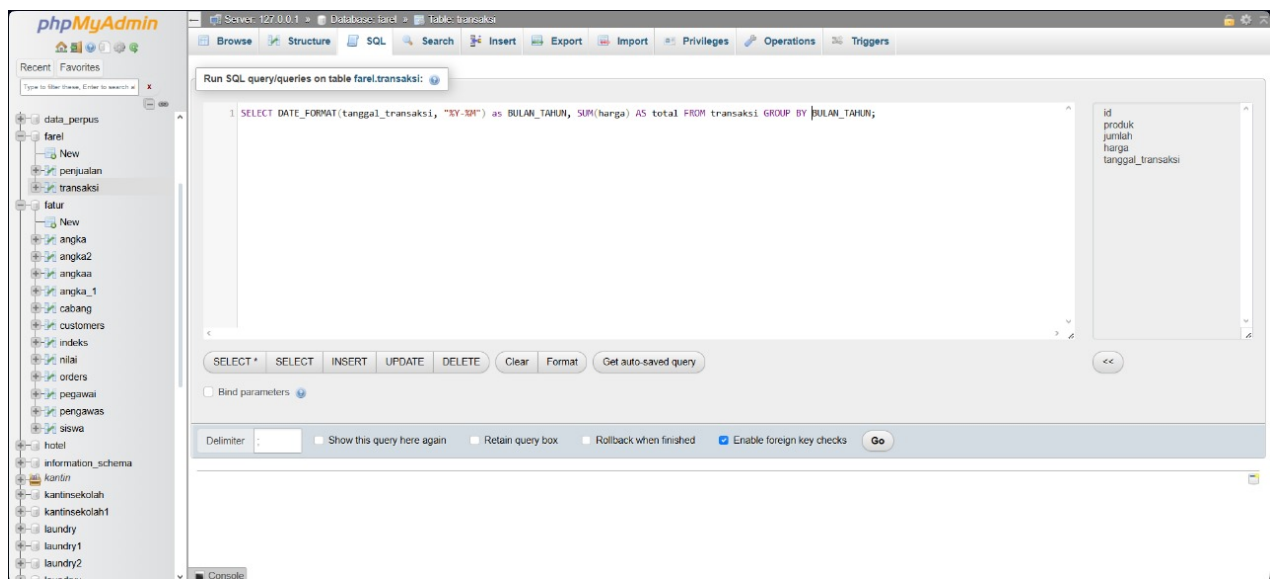 phpMyAdmin
Recent Favorites
Type to filter these, Enter to search a X
data_perpus
farel
New
penjualan
transaksi
fatur
New
angka
angka2
angkaa
angka_1
cabang
customers
indeks
nilai
orders
pegawai
pengawas
siswa
hotel
information_schema
kantin
kantinsekolah
kantinsekolah1
laundry
laundry1
laundry2
Server: 127.0.0.1 » Database: farel » Table: transaksi
Browse Structure SQL Search Insert Export Import Privileges Operations Triggers
Run SQL query/queries on table farel.transaksi:
1 SELECT DATE_FORMAT(tanggal_transaksi, "%Y-%M") as BULAN_TAHUN, SUM(harga) AS total FROM transaksi GROUP BY BULAN_TAHUN;
id
produk
jumlah
harga
tanggal_transaksi
SELECT * SELECT INSERT UPDATE DELETE Clear Format Get auto-saved query <<
Bind parameters
Delimiter ; Show this query here again Retain query box Rollback when finished Enable foreign key checks Go
Console